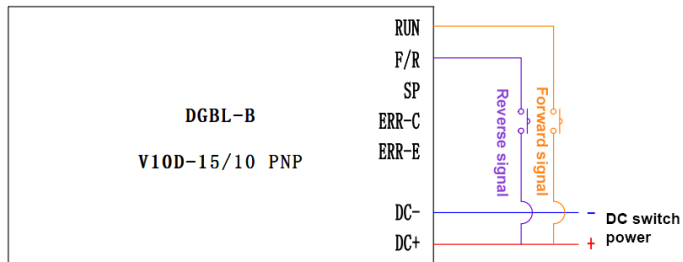 RUN
F/R
SP
DGBL-B
ERR-C
V10D-15/10 PNP
ERR-E
Reverse signal
Forward signal
DC-
DC+
-
+
DC switch
power